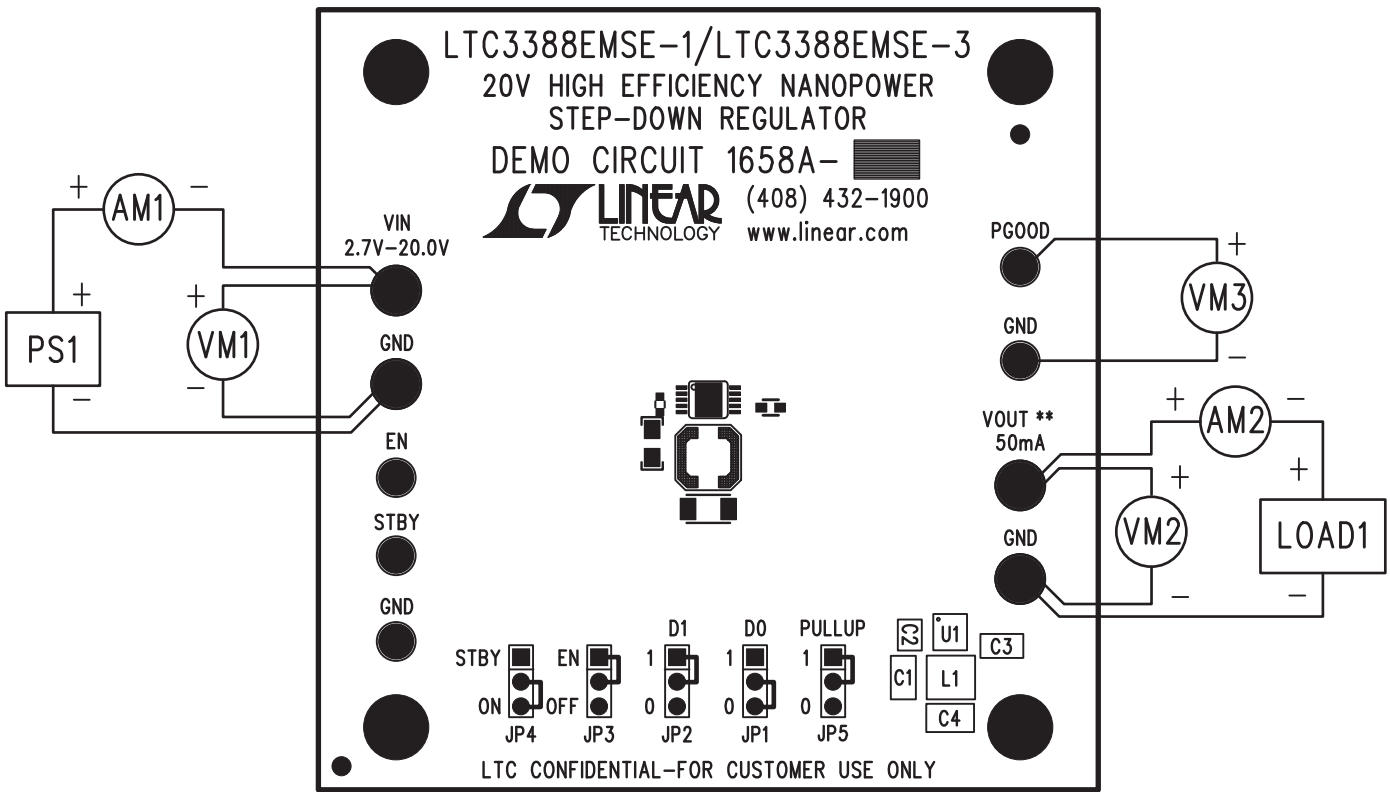 LTC3388EMSE-1/LTC3388EMSE-3
20V HIGH EFFICIENCY NANOPOWER
STEP-DOWN REGULATOR
DEMO CIRCUIT 1658A-
LINEAR
TECHNOLOGY
(408) 432-1900
www.linear.com
+ AM1 -
VIN
2.7V-20.0V
+
PS1
-
+
VM1
-
GND
EN
STBY
GND
PGOOD
+
VM3
-
GND
VOUT **
50mA
+ AM2 -
+
VM2
-
+
LOAD1
-
GND
D1 D0 PULLUP
STBY EN 1 1 1
ON OFF 0 0 0
JP4 JP3 JP2 JP1 JP5
C2 U1 C3
C1 L1
C4
LTC CONFIDENTIAL-FOR CUSTOMER USE ONLY